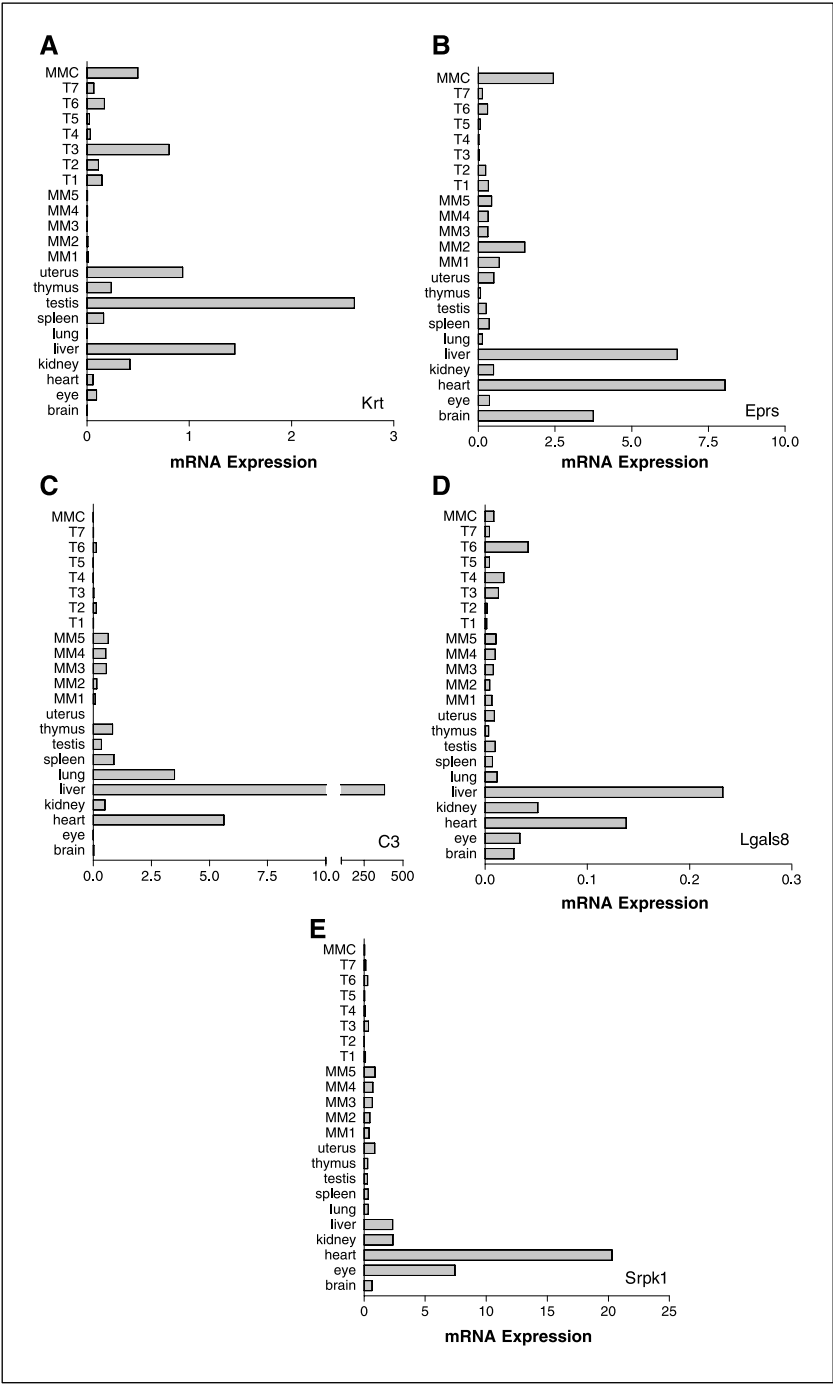 A
MMC
T7
T6
T5
T4
T3
T2
T1
MM5
MM4
MM3
MM2
MM1
uterus
thymus
testis
spleen
lung
liver
kidney
heart
eye
brain
Krt
0 1 2 3
mRNA Expression
B
MMC
T7
T6
T5
T4
T3
T2
T1
MM5
MM4
MM3
MM2
MM1
uterus
thymus
testis
spleen
lung
liver
kidney
heart
eye
brain
Eprs
0.0 2.5 5.0 7.5 10.0
mRNA Expression
C
MMC
T7
T6
T5
T4
T3
T2
T1
MM5
MM4
MM3
MM2
MM1
uterus
thymus
testis
spleen
lung
liver
kidney
heart
eye
brain
C3
0.0 2.5 5.0 7.5 10.0 250 500
D
MMC
T7
T6
T5
T4
T3
T2
T1
MM5
MM4
MM3
MM2
MM1
uterus
thymus
testis
spleen
lung
liver
kidney
heart
eye
brain
Lgals8
0.0 0.1 0.2 0.3
mRNA Expression
E
MMC
T7
T6
T5
T4
T3
T2
T1
MM5
MM4
MM3
MM2
MM1
uterus
thymus
testis
spleen
lung
liver
kidney
heart
eye
brain
Srpk1
0 5 10 15 20 25
mRNA Expression